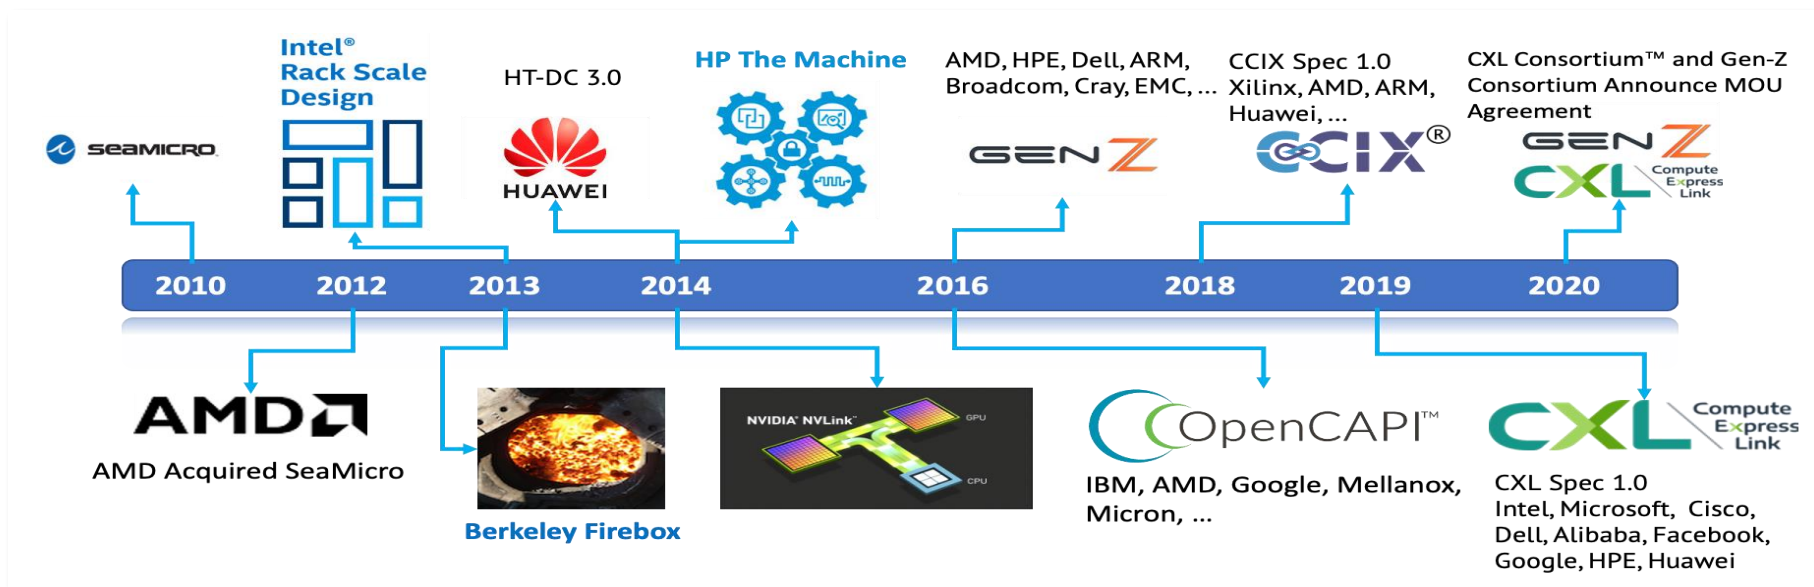 SEAMICRO
Intel®
Rack Scale
Design
HT-DC 3.0
HUAWEI
HP The Machine
AMD, HPE, Dell, ARM,
Broadcom, Cray, EMC, ...
GEN Z
CCIX Spec 1.0
Xilinx, AMD, ARM,
Huawei, ...
CCIX®
CXL Consortium™ and Gen-Z
Consortium Announce MOU
Agreement
GEN Z
CXL
Compute
Express
Link
2010 2012 2013 2014 2016 2018 2019 2020
AMD
AMD Acquired SeaMicro
Berkeley Firebox
NVIDIA® NVLink™
GPU
CPU
OpenCAPI™
IBM, AMD, Google, Mellanox,
Micron, ...
CXL
Compute
Express
Link
CXL Spec 1.0
Intel, Microsoft, Cisco,
Dell, Alibaba, Facebook,
Google, HPE, Huawei